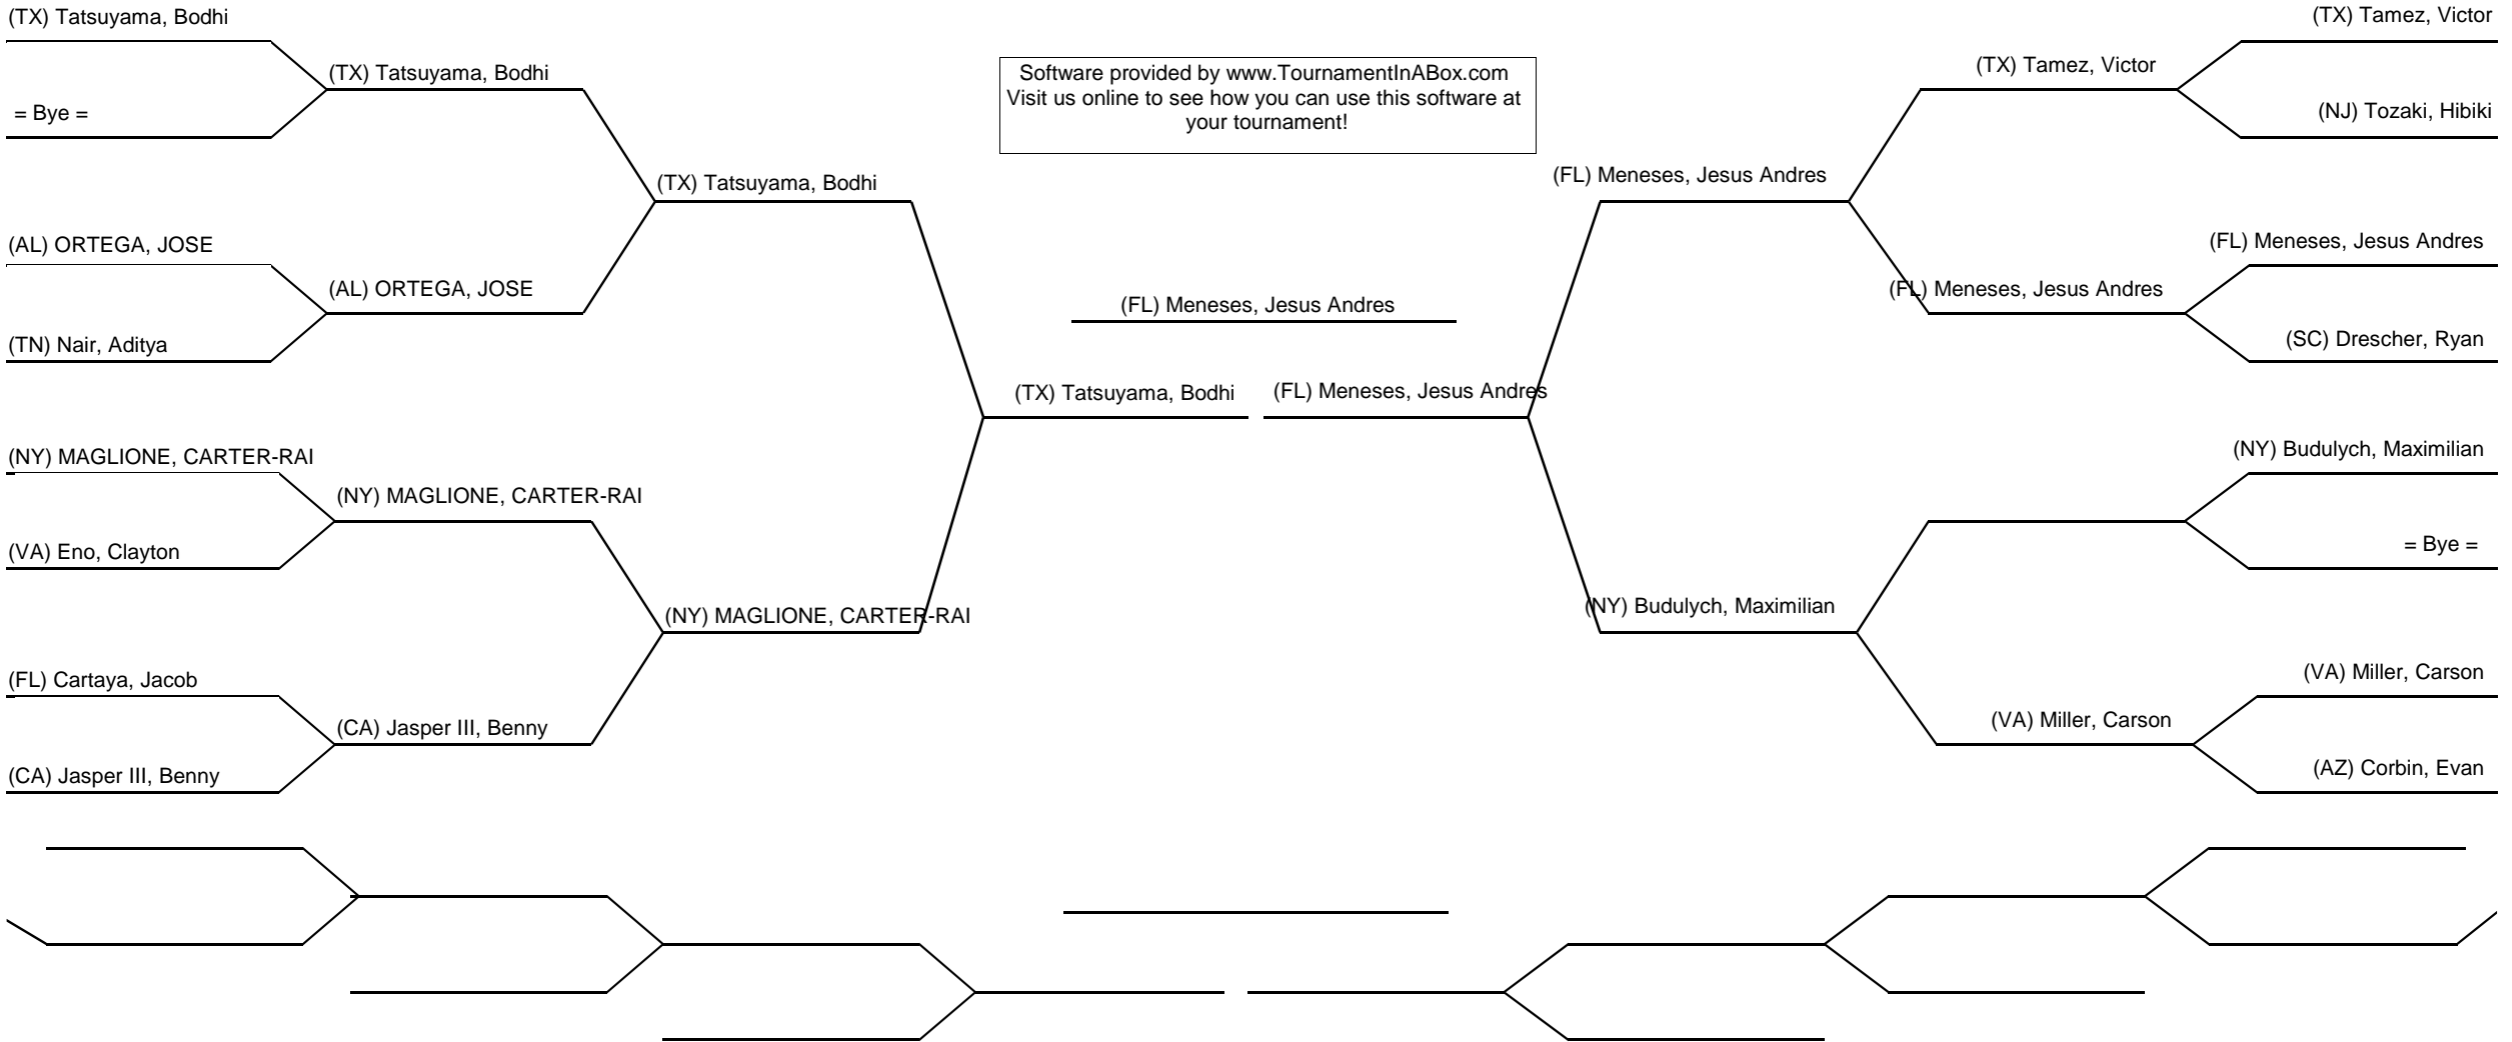 (TX) Tatsuyama, Bodhi
= Bye =
(AL) ORTEGA, JOSE
(TN) Nair, Aditya
(NY) MAGLIONE, CARTER-RAI
(VA) Eno, Clayton
(FL) Cartaya, Jacob
(CA) Jasper III, Benny
(TX) Tatsuyama, Bodhi
(AL) ORTEGA, JOSE
(NY) MAGLIONE, CARTER-RAI
(CA) Jasper III, Benny
(TX) Tatsuyama, Bodhi
(NY) MAGLIONE, CARTER-RAI
Software provided by www.TournamentInABox.com
Visit us online to see how you can use this software at
your tournament!
(FL) Meneses, Jesus Andres
(TX) Tatsuyama, Bodhi
(FL) Meneses, Jesus Andres
(FL) Meneses, Jesus Andres
(NY) Budulych, Maximilian
(TX) Tamez, Victor
(FL) Meneses, Jesus Andres
(VA) Miller, Carson
(TX) Tamez, Victor
(NJ) Tozaki, Hibiki
(FL) Meneses, Jesus Andres
(SC) Drescher, Ryan
(NY) Budulych, Maximilian
= Bye =
(VA) Miller, Carson
(AZ) Corbin, Evan